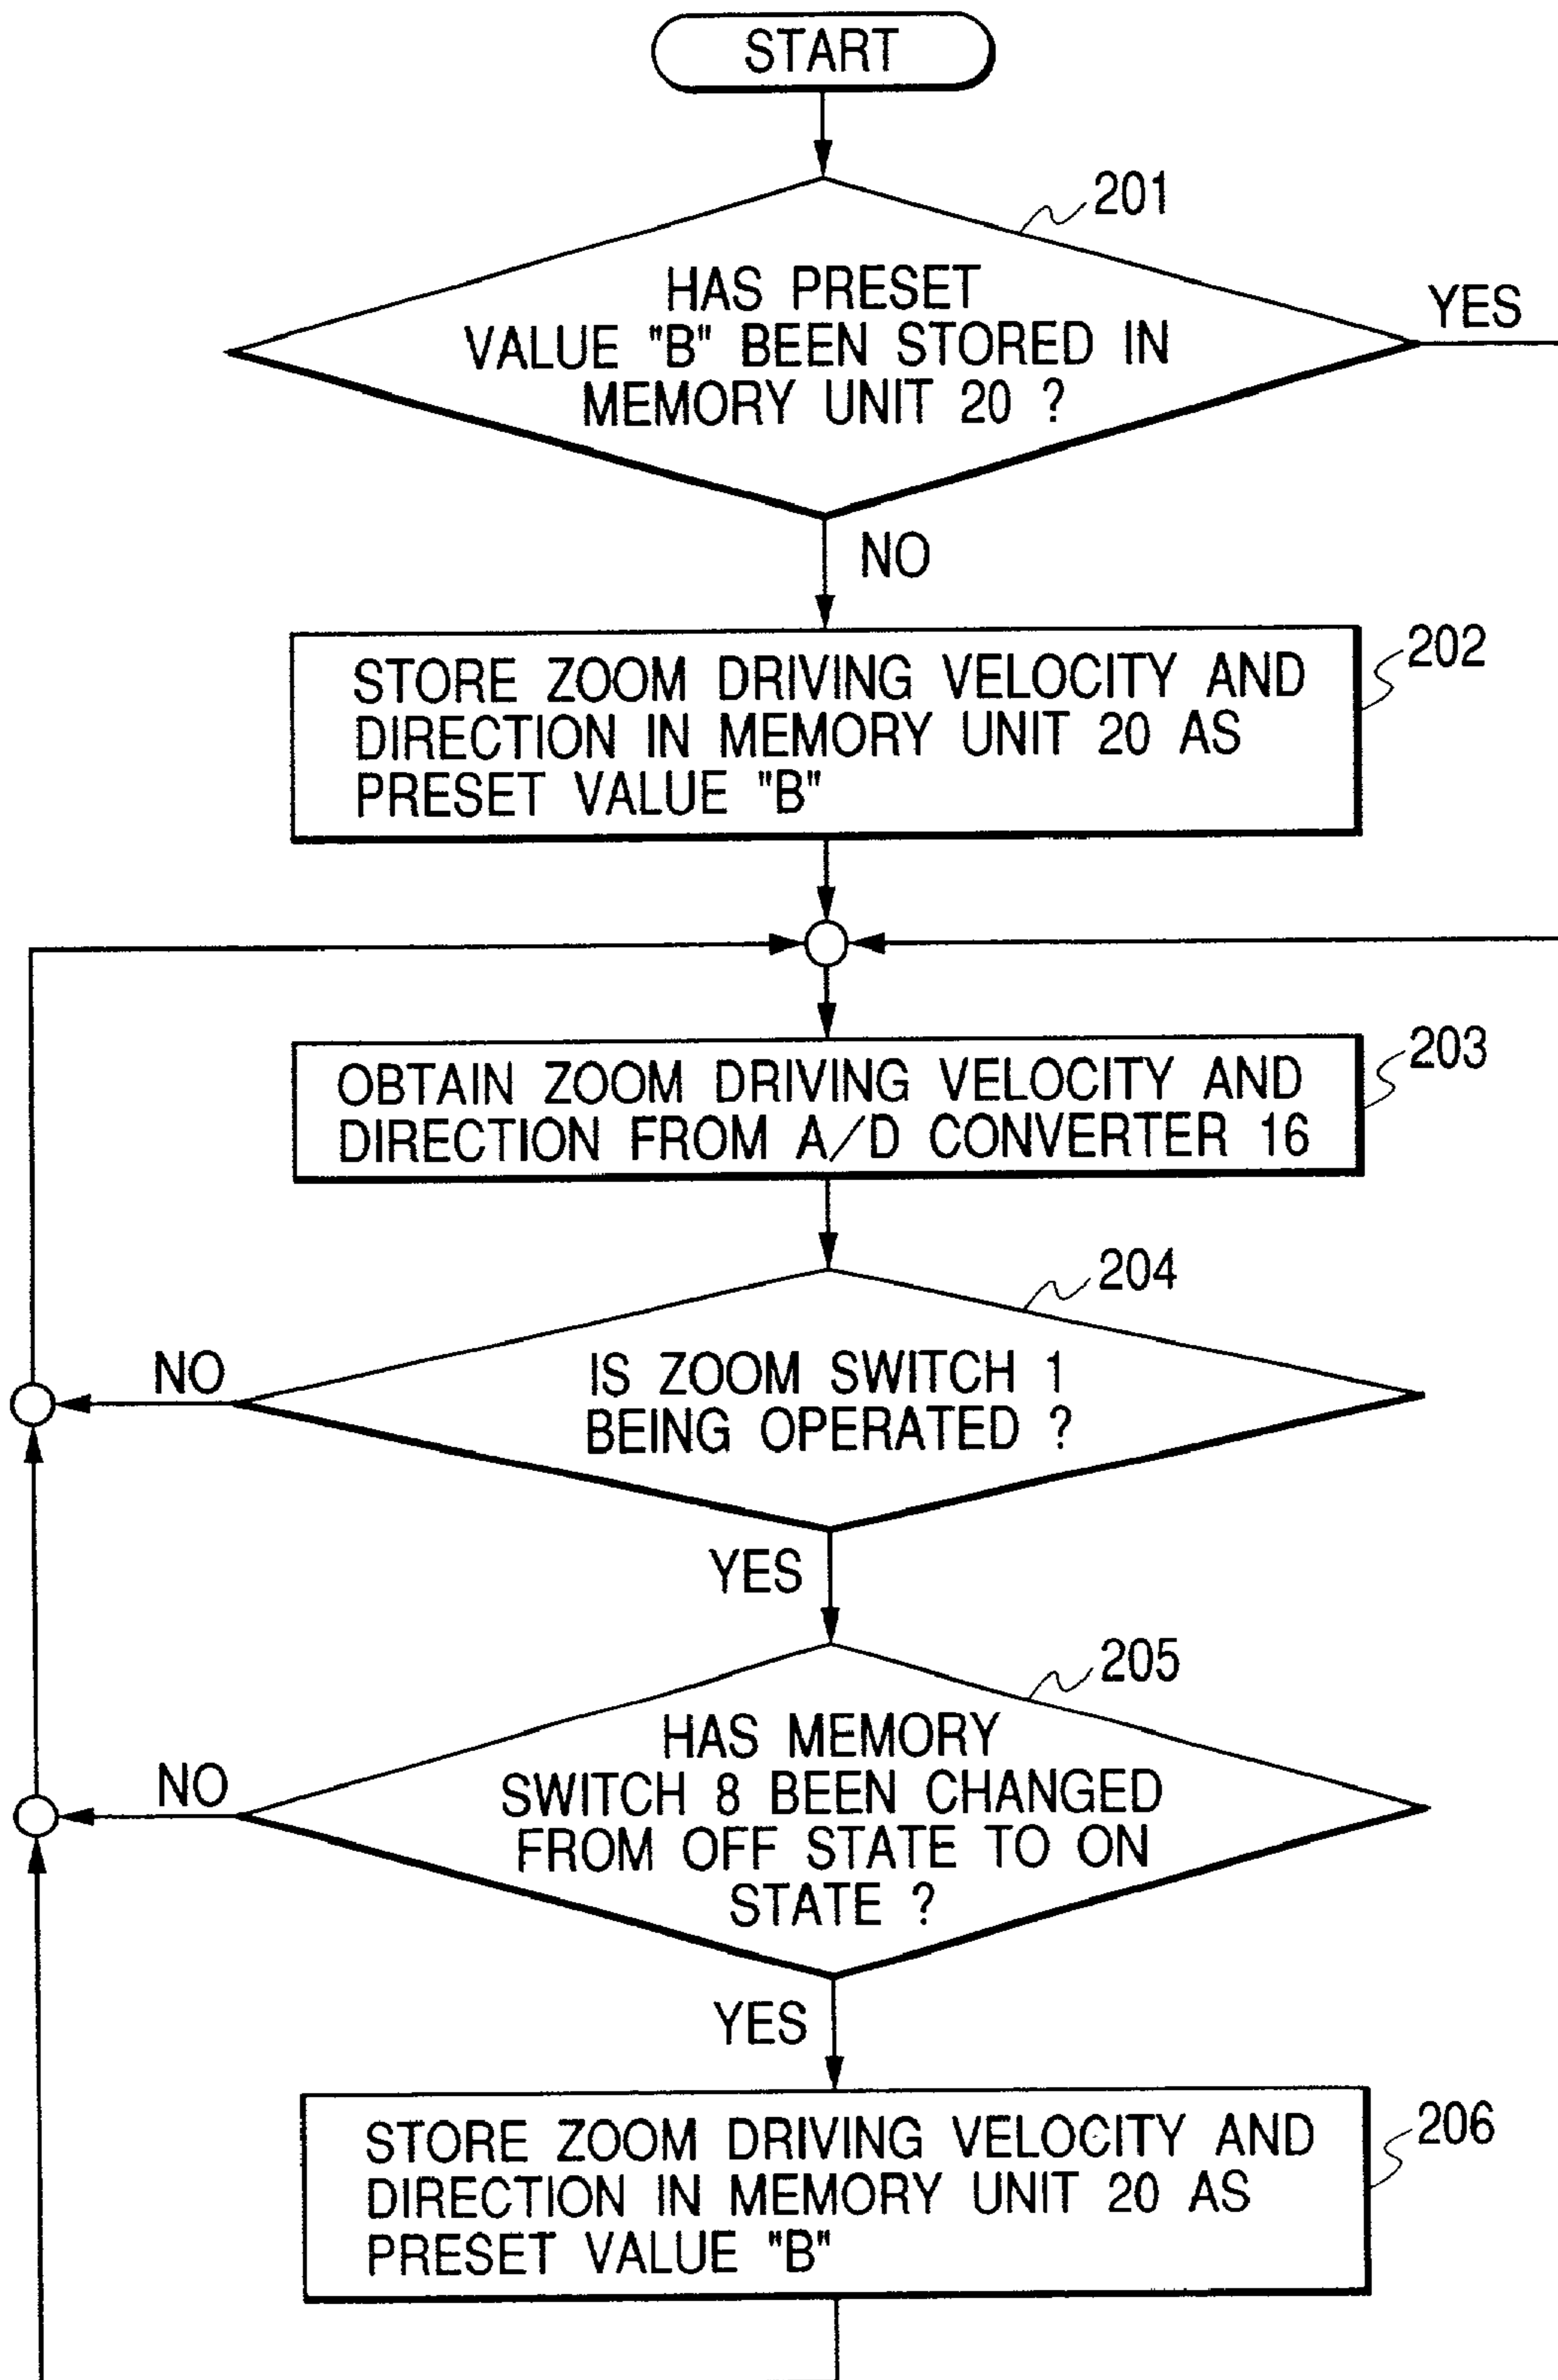 START
201
HAS PRESET
VALUE "B" BEEN STORED IN
MEMORY UNIT 20 ?
YES
NO
202
STORE ZOOM DRIVING VELOCITY AND
DIRECTION IN MEMORY UNIT 20 AS
PRESET VALUE "B"
203
OBTAIN ZOOM DRIVING VELOCITY AND
DIRECTION FROM A/D CONVERTER 16
204
NO
IS ZOOM SWITCH 1
BEING OPERATED ?
YES
205
NO
HAS MEMORY
SWITCH 8 BEEN CHANGED
FROM OFF STATE TO ON
STATE ?
YES
206
STORE ZOOM DRIVING VELOCITY AND
DIRECTION IN MEMORY UNIT 20 AS
PRESET VALUE "B"